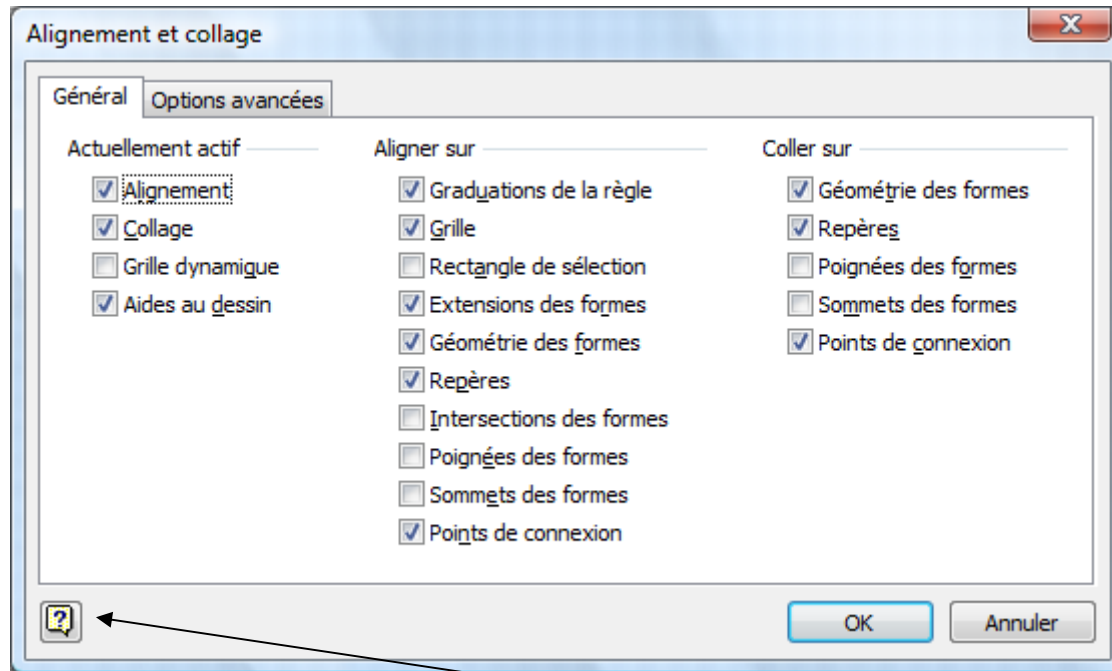 Alignement et collage
Général
Options avancées
Actuellement actif
Alignement
Collage
Grille dynamique
Aides au dessin
Aligner sur
Graduations de la règle
Grille
Rectangle de sélection
Extensions des formes
Géométrie des formes
Repères
Intersections des formes
Poignées des formes
Sommets des formes
Points de connexion
Coller sur
Géométrie des formes
Repères
Poignées des formes
Sommets des formes
Points de connexion
?
OK
Annuler